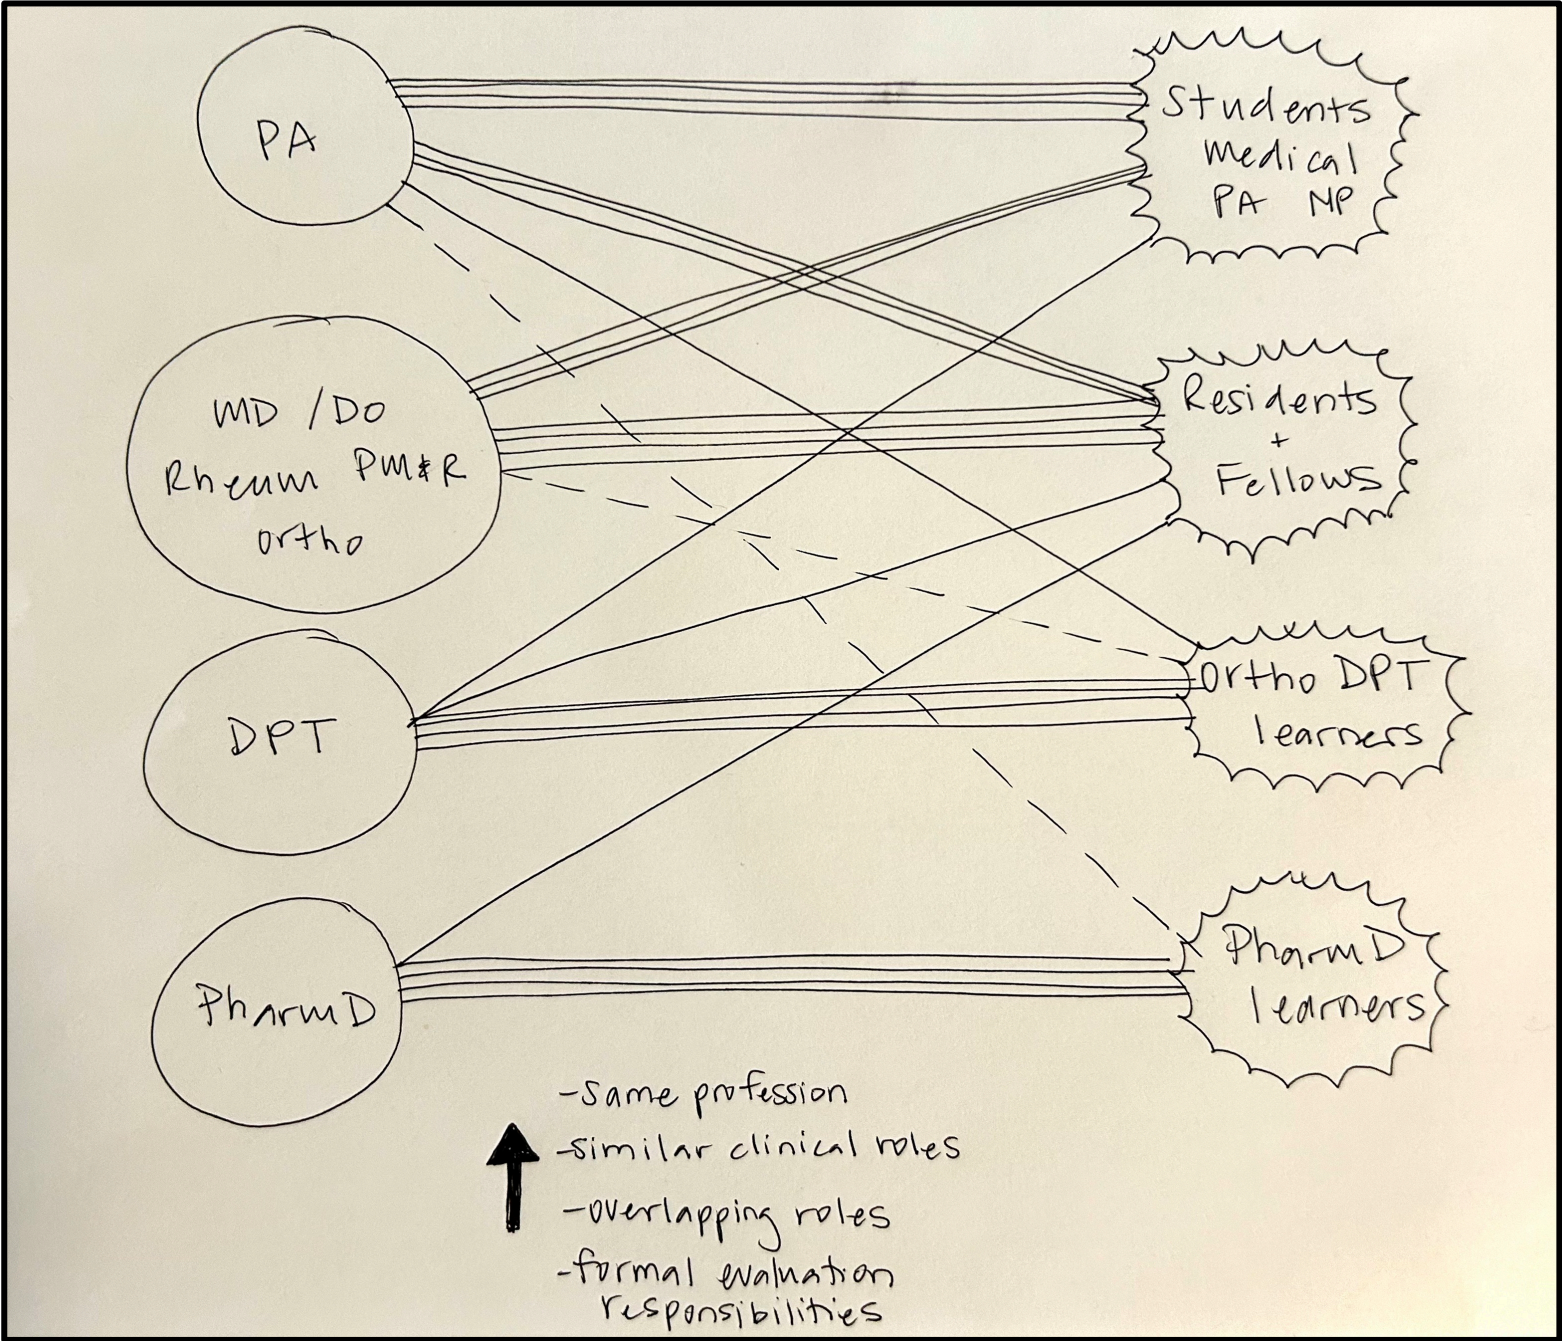 PA
Students
Medical
PA NP
MD / DO
Rheum PM&R
ortho
Residents
+
Fellows
DPT
Ortho DPT
learners
PharmD
PharmD
learners
-same profession
-similar clinical roles
-overlapping roles
-formal evaluation
responsibilities